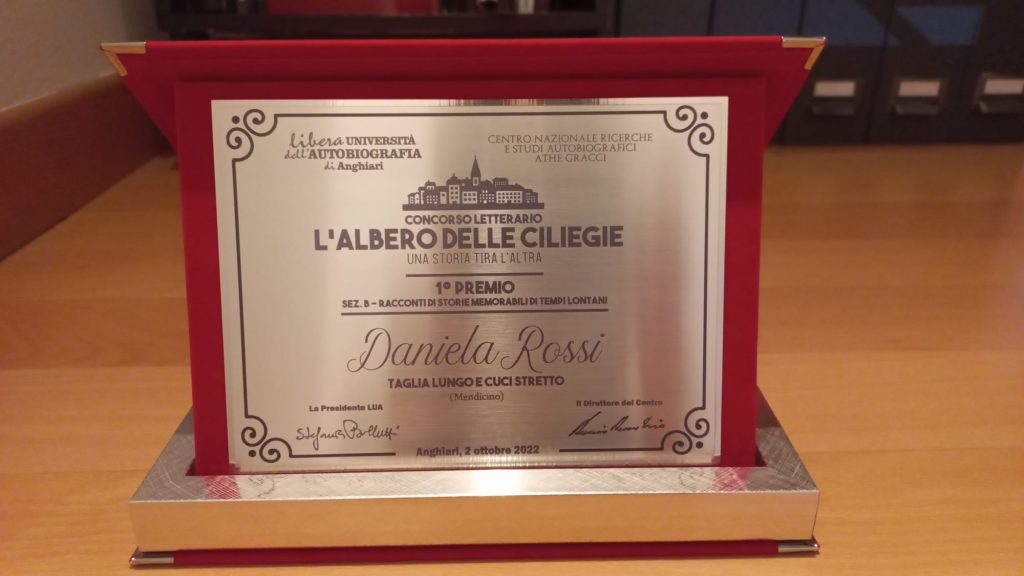 libera UNIVERSITÀ
dell'AUTOBIOGRAFIA
di Anghiari
CENTRO NAZIONALE RICERCHE
E STUDI AUTOBIOGRAFICI
ATHE GRACCI
CONCORSO LETTERARIO
L'ALBERO DELLE CILIEGIE
UNA STORIA TIRA L'ALTRA
1° PREMIO
SEZ. B – RACCONTI DI STORIE MEMORABILI DI TEMPI LONTANI
Daniela Rossi
TAGLIA LUNGO E CUCI STRETTO
(Mendicino)
La Presidente LUA
Il Direttore del Centro
Anghiari, 2 ottobre 2022